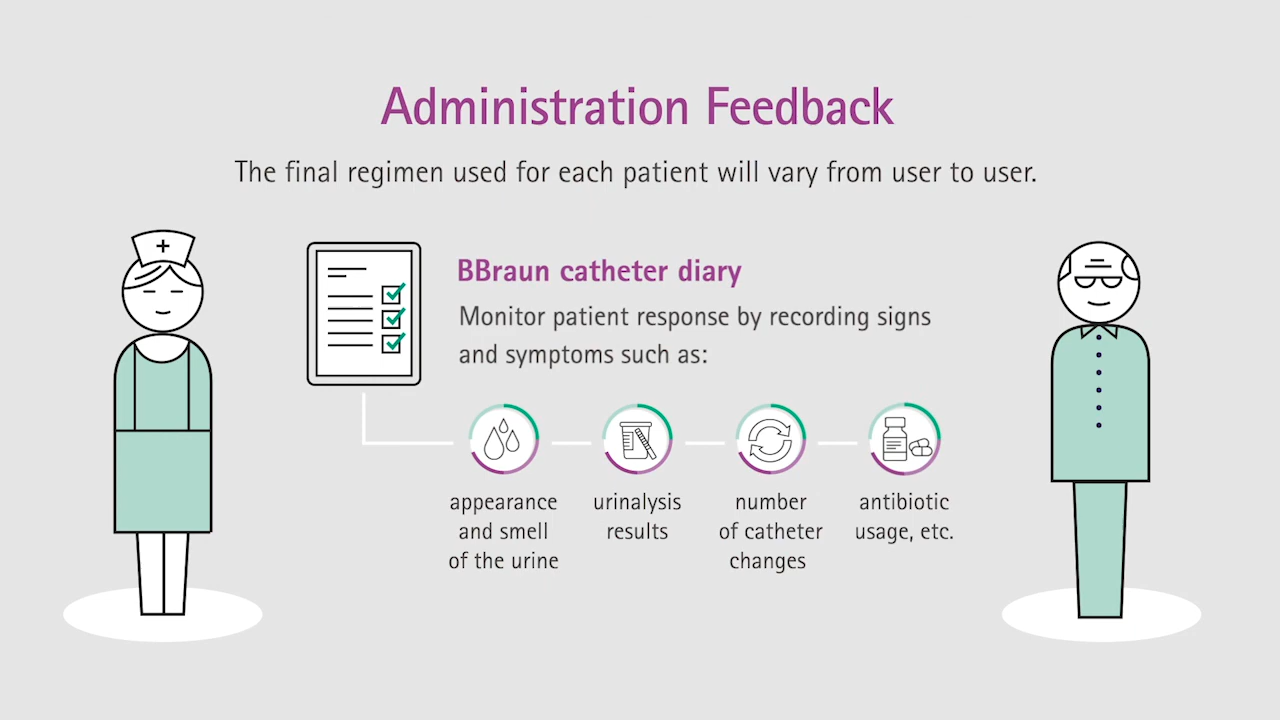 Administration Feedback
The final regimen used for each patient will vary from user to user.
BBraun catheter diary
Monitor patient response by recording signs
and symptoms such as:
appearance
and smell
of the urine
urinalysis
results
number
of catheter
changes
antibiotic
usage, etc.